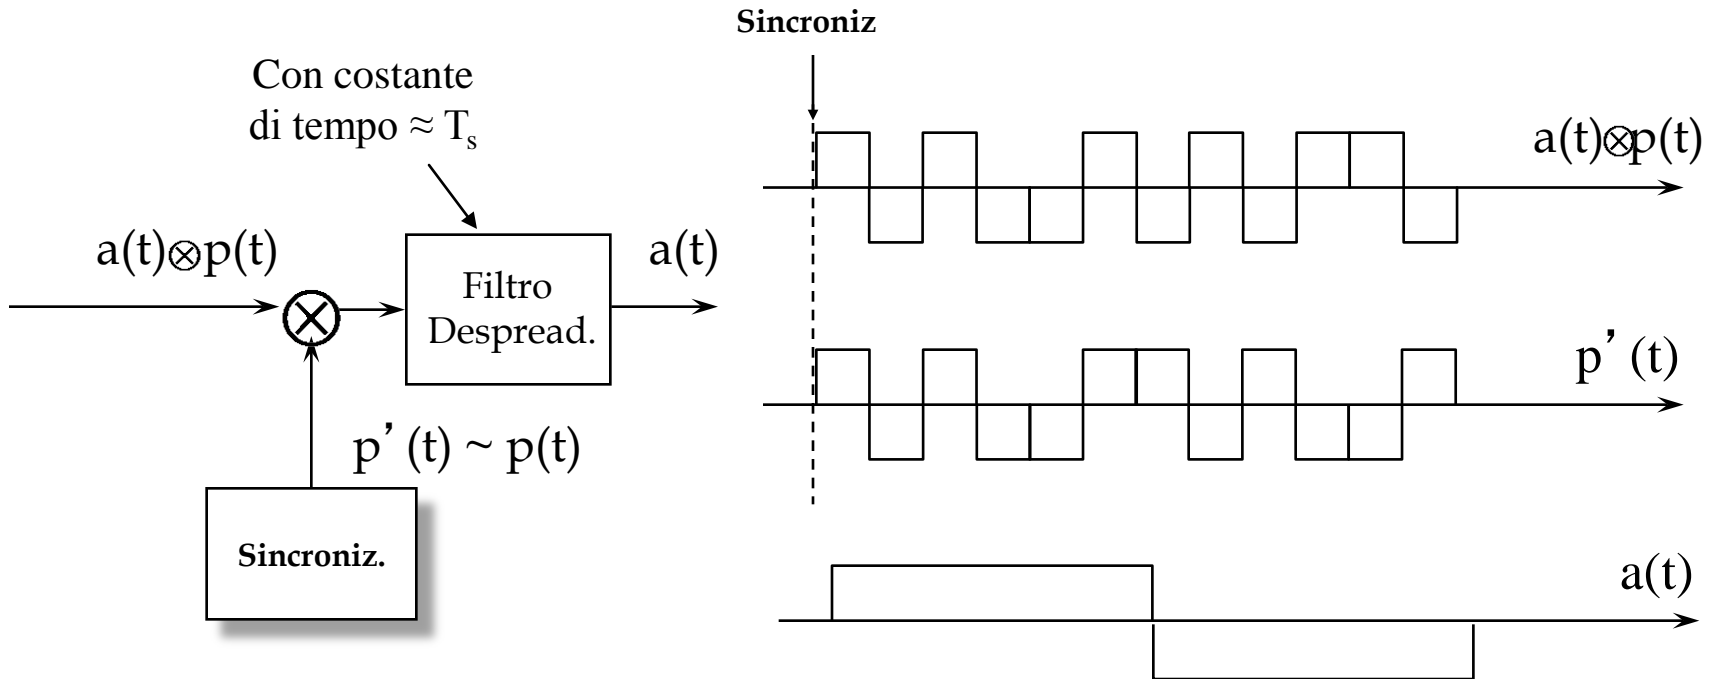 Sincroniz
Con costante
di tempo ≈ Tₛ
a(t)⊗p(t)
a(t)
Filtro
Despread.
p’ (t) ~ p(t)
Sincroniz.
a(t)⊗p(t)
p’ (t)
a(t)